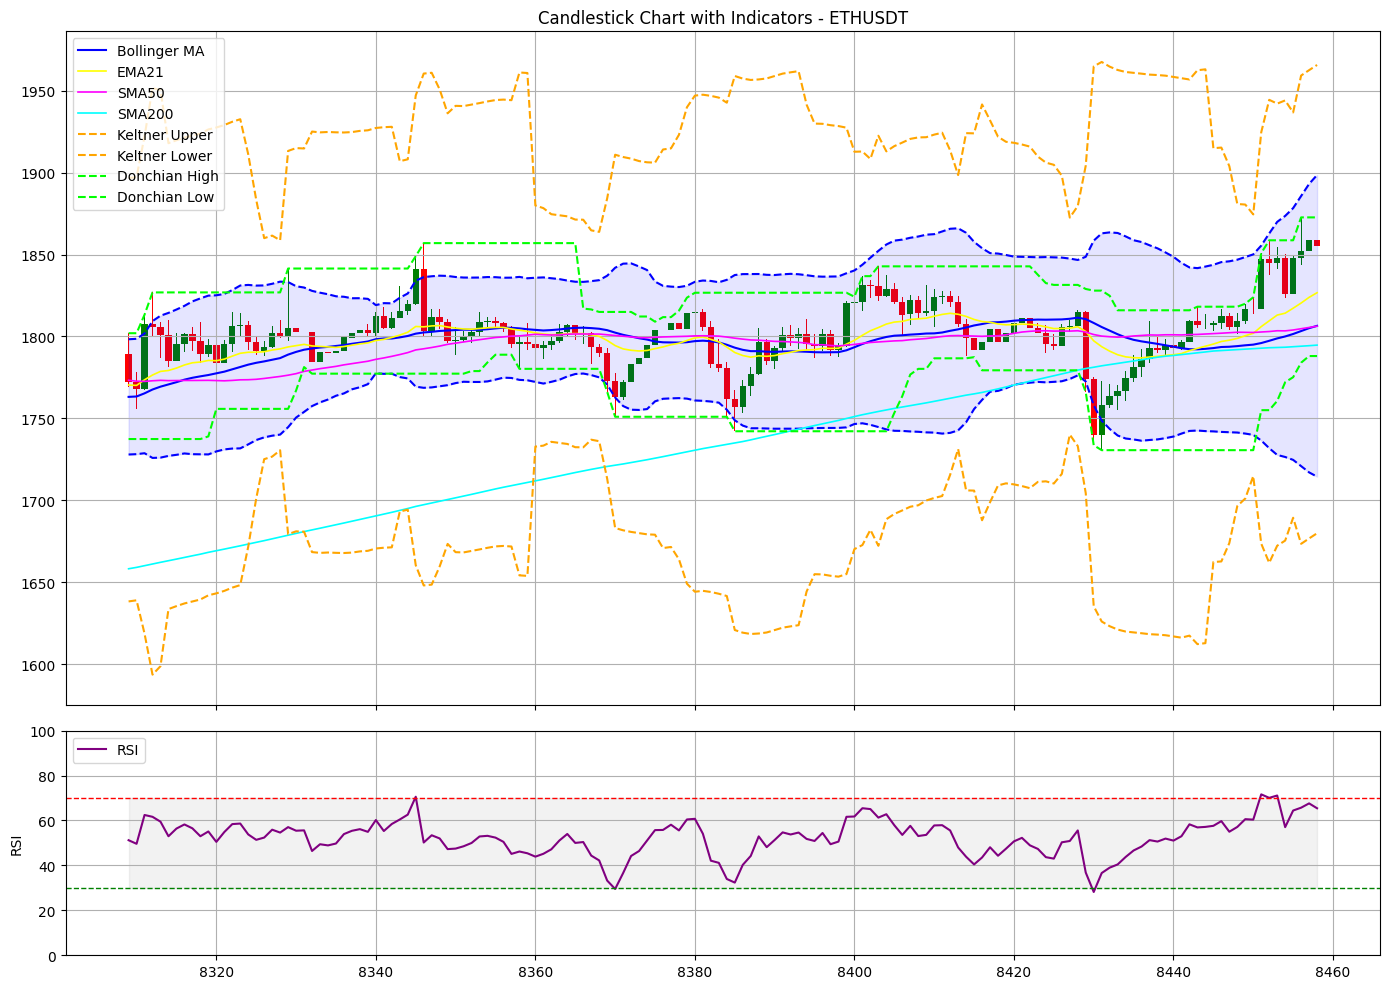 Candlestick Chart with Indicators - ETHUSDT
Bollinger MA
EMA21
SMA50
SMA200
Keltner Upper
Keltner Lower
Donchian High
Donchian Low
1950
1900
1850
1800
1750
1700
1650
1600
RSI
100
80
60
40
20
0
RSI
8320 8340 8360 8380 8400 8420 8440 8460